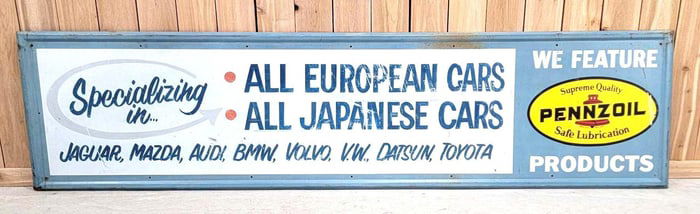 Specializing
in...
• ALL EUROPEAN CARS
• ALL JAPANESE CARS
JAGUAR, MAZDA, AUDI, BMW, VOLVO, V.W., DATSUN, TOYOTA
WE FEATURE
Supreme Quality
PENNZOIL
Safe Lubrication
PRODUCTS